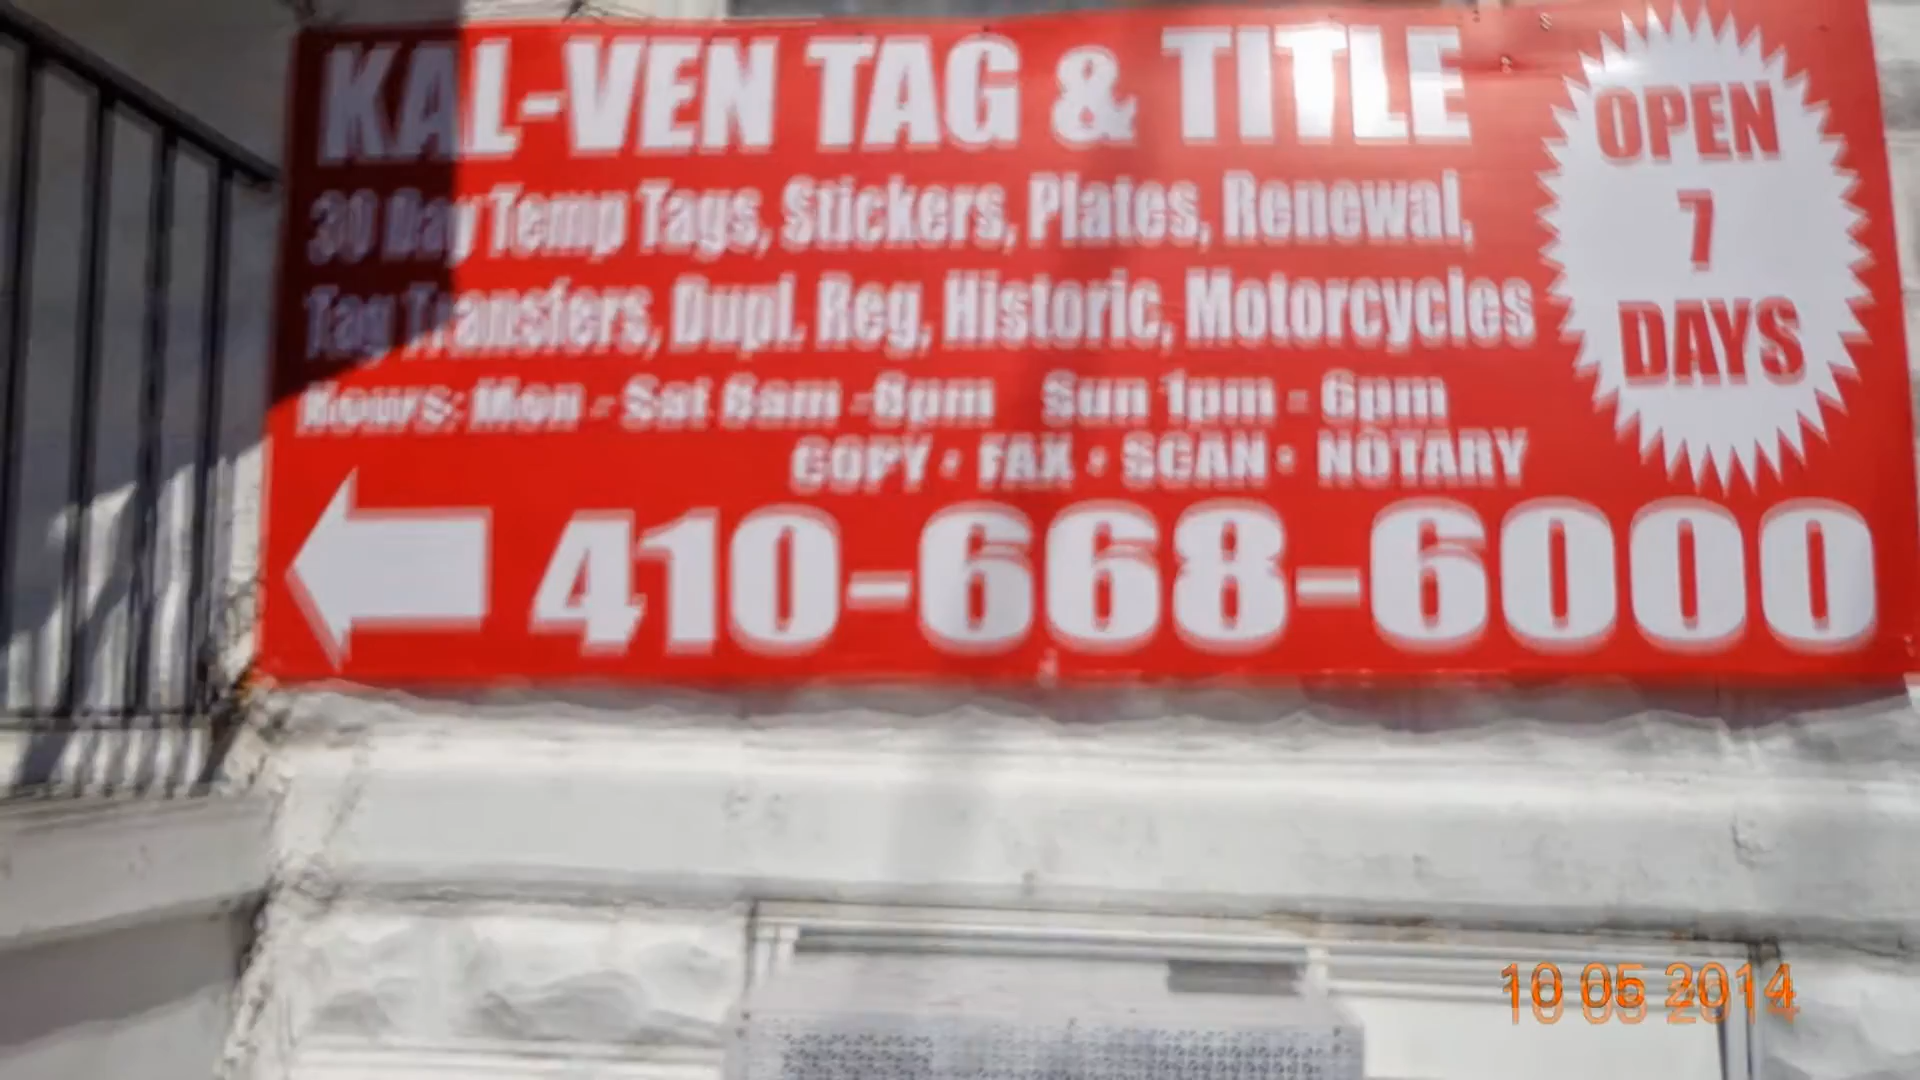 KAL-VEN TAG & TITLE
30 Day Temp Tags, Stickers, Plates, Renewal,
Tag Transfers, Dupl. Reg, Historic, Motorcycles
Hours: Mon - Sat 8am -8pm Sun 1pm - 6pm
COPY • FAX • SCAN • NOTARY
410-668-6000
OPEN
7
DAYS
10 05 2014